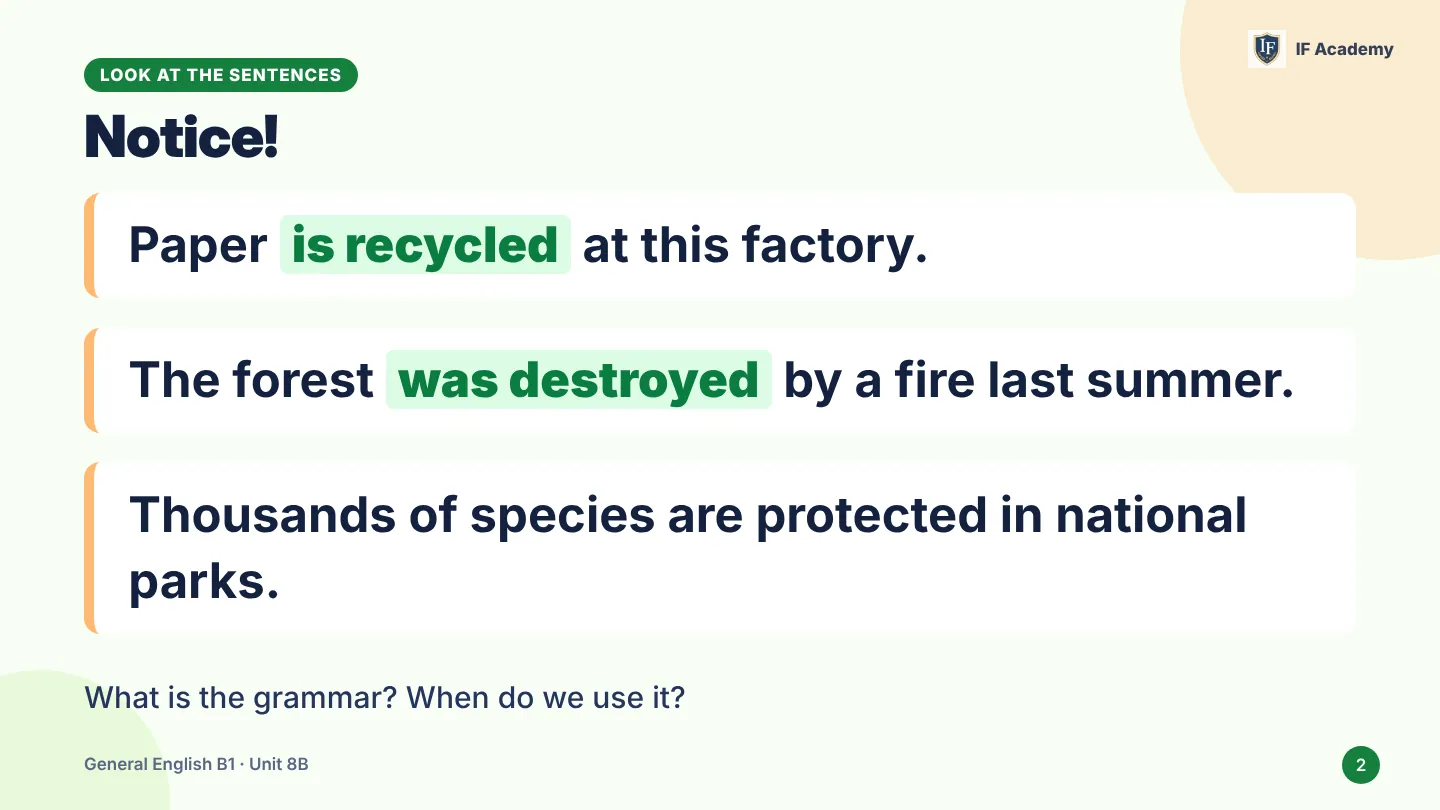 IF
IF Academy
LOOK AT THE SENTENCES
Notice!
Paper is recycled at this factory.
The forest was destroyed by a fire last summer.
Thousands of species are protected in national
parks.
What is the grammar? When do we use it?
General English B1 · Unit 8B
2